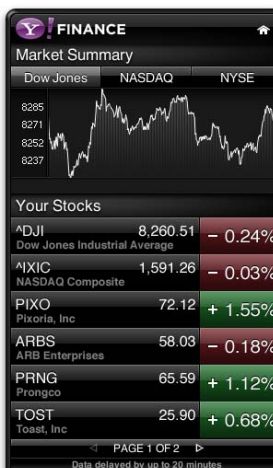 Y! FINANCE
Market Summary
Dow Jones NASDAQ NYSE
8285
8271
8252
8237
Your Stocks
^DJI 8,260.51 - 0.24%
Dow Jones Industrial Average
^IXIC 1,591.26 - 0.03%
NASDAQ Composite
PIXO 72.12 + 1.55%
Pixoria, Inc
ARBS 58.03 - 0.18%
ARB Enterprises
PRNG 65.59 + 1.12%
Prongco
TOST 25.90 + 0.68%
Toast, Inc
PAGE 1 OF 2
Data delayed by up to 20 minutes